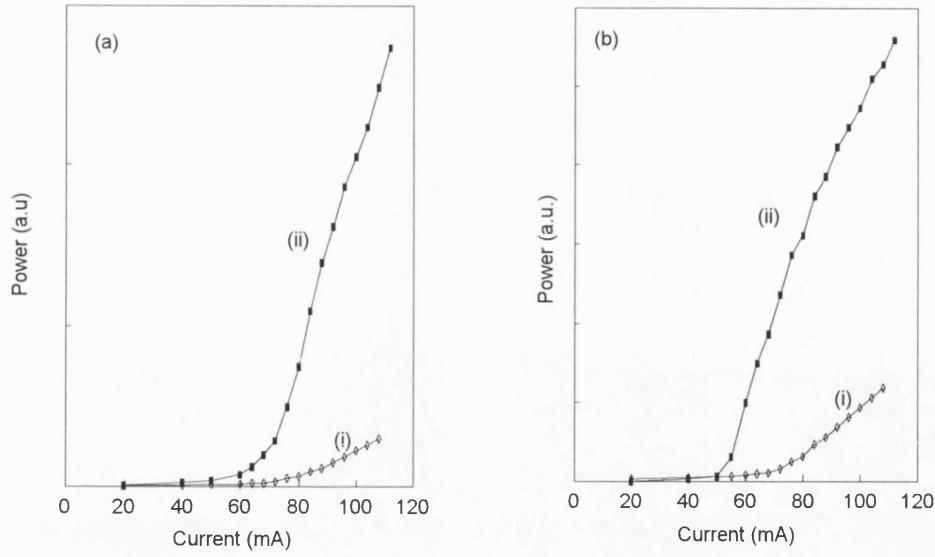 (a)
(ii)
(i)
Power (a.u)
0 20 40 60 80 100 120
Current (mA)
(b)
(ii)
(i)
Power (a.u.)
0 20 40 60 80 100 120
Current (mA)